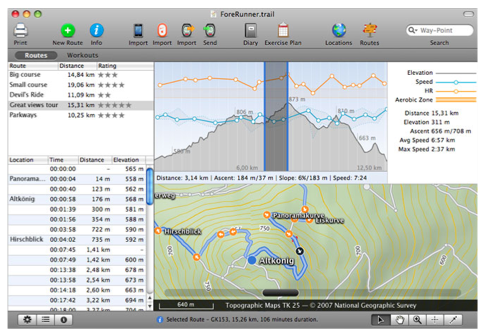 ForeRunner.trail
Print
New Route
Info
Import
Import
Import
Send
Diary
Exercise Plan
Locations
Routes
Way-Point
Search
Routes
Workouts
Route Distance Rating
Big course 14,84 km ★★★
Small course 19,06 km ★★★★
Devil's Ride 11,09 km ★★
Great views tour 15,31 km ★★★★★
Parkways 10,25 km ★★★★
806 m
873 m
810 m
663 m
6,00 km
12,50 km
Elevation
Speed
HR
Aerobic Zone
Distance 15,31 km
Elevation 311 m
Ascent 656 m/708 m
Avg Speed 6:57 km
Max Speed 2:37 km
Distance: 3,14 km | Ascent: 184 m/37 m | Slope: 6%/183 m | Speed: 7:24
Location Time Distance Elevation
00:00:00 – 565 m
Panorama... 00:00:04 14 m 558 m
00:00:40 123 m 562 m
Altkönig 00:00:58 176 m 568 m
00:01:39 300 m 581 m
00:01:56 354 m 588 m
00:03:58 722 m 590 m
Hirschblick 00:04:02 735 m 592 m
00:07:45 1,41 km –
00:07:49 1,42 km 600 m
00:13:38 2,48 km 678 m
00:13:58 2,54 km 673 m
00:14:18 2,60 km 663 m
00:17:42 3,22 km 694 m
00:18:00 3,27 km 704 m
erweg
Panoramakurve
Eiskurve
Hirschblick
750
Altkönig
640 m
Topographic Maps TK 25 — © 2007 National Geographic Survey
Selected Route – GX153, 15,26 km, 106 minutes duration.